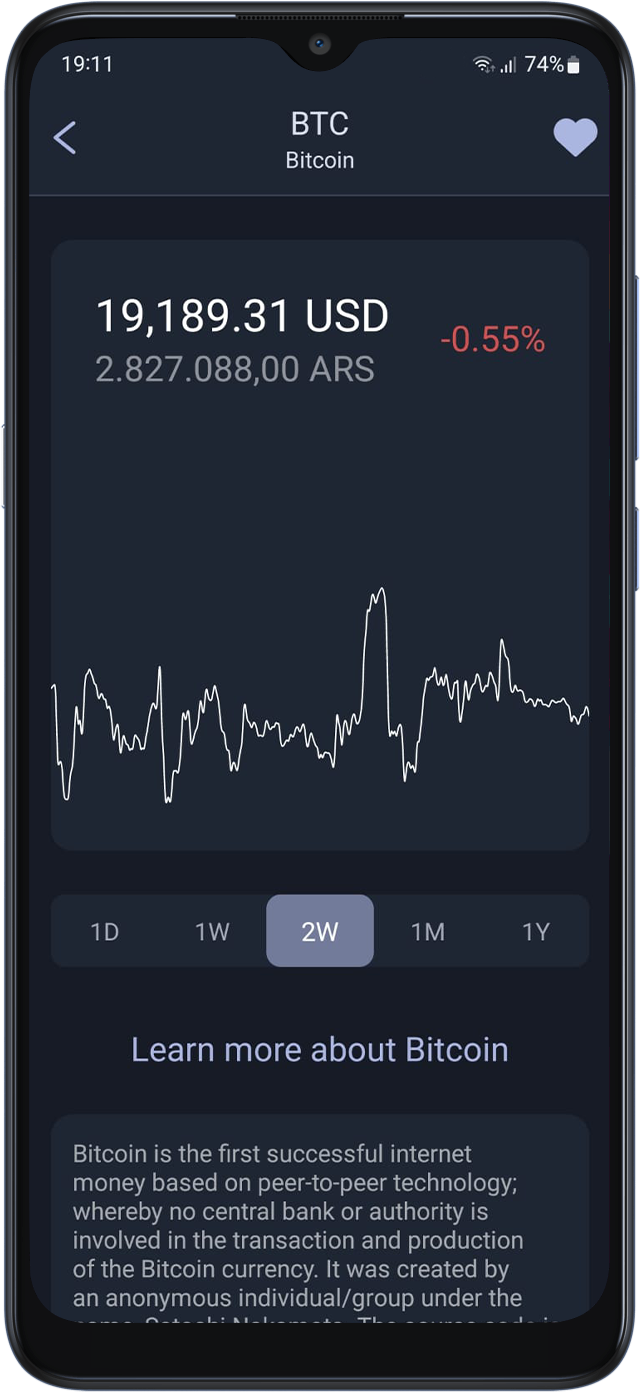 19:11
74%
BTC
Bitcoin
19,189.31 USD
-0.55%
2.827.088,00 ARS
1D 1W 2W 1M 1Y
Learn more about Bitcoin
Bitcoin is the first successful internet
money based on peer-to-peer technology;
whereby no central bank or authority is
involved in the transaction and production
of the Bitcoin currency. It was created by
an anonymous individual/group under the